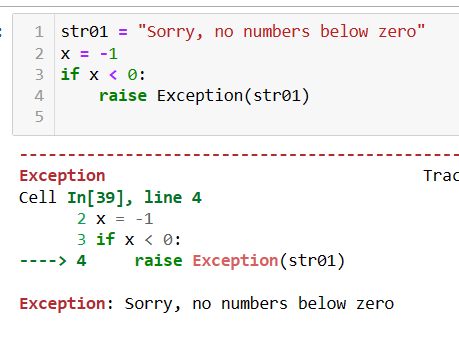 1 str01 = "Sorry, no numbers below zero"
2 x = -1
3 if x < 0:
4     raise Exception(str01)
5
---------------------------------------------------------
Exception Trac
Cell In[39], line 4
      2 x = -1
      3 if x < 0:
----> 4     raise Exception(str01)
Exception: Sorry, no numbers below zero